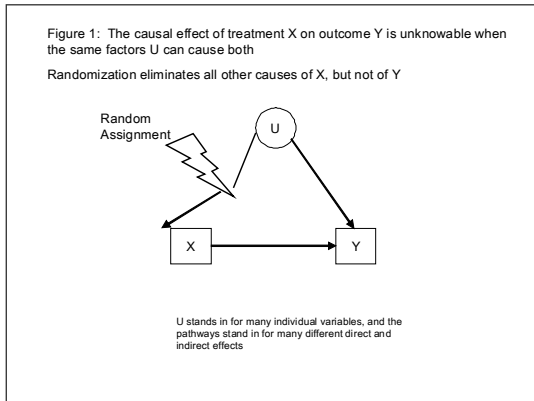 Figure 1:  The causal effect of treatment X on outcome Y is unknowable when
the same factors U can cause both
Randomization eliminates all other causes of X, but not of Y
Random
Assignment
U
X
Y
U stands in for many individual variables, and the
pathways stand in for many different direct and
indirect effects